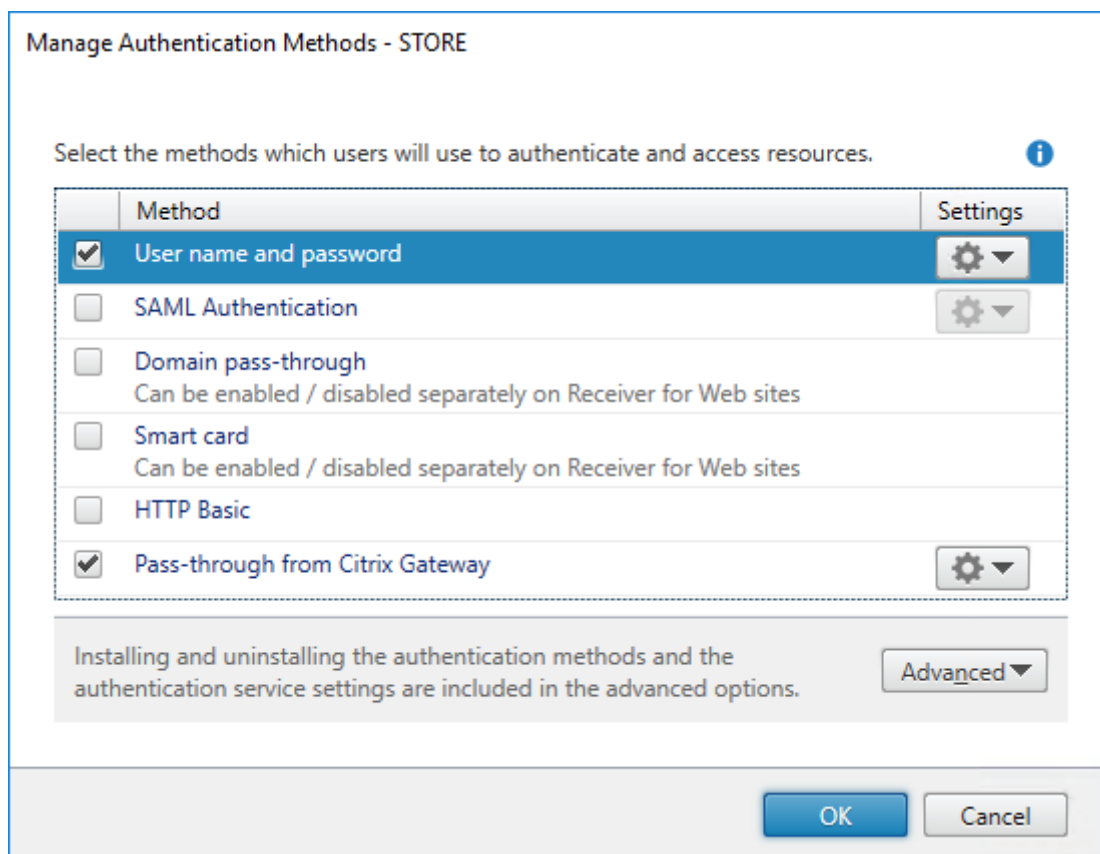 Manage Authentication Methods - STORE
Select the methods which users will use to authenticate and access resources.
Method Settings
User name and password
SAML Authentication
Domain pass-through
Can be enabled / disabled separately on Receiver for Web sites
Smart card
Can be enabled / disabled separately on Receiver for Web sites
HTTP Basic
Pass-through from Citrix Gateway
Installing and uninstalling the authentication methods and the
authentication service settings are included in the advanced options.
Advanced
OK Cancel